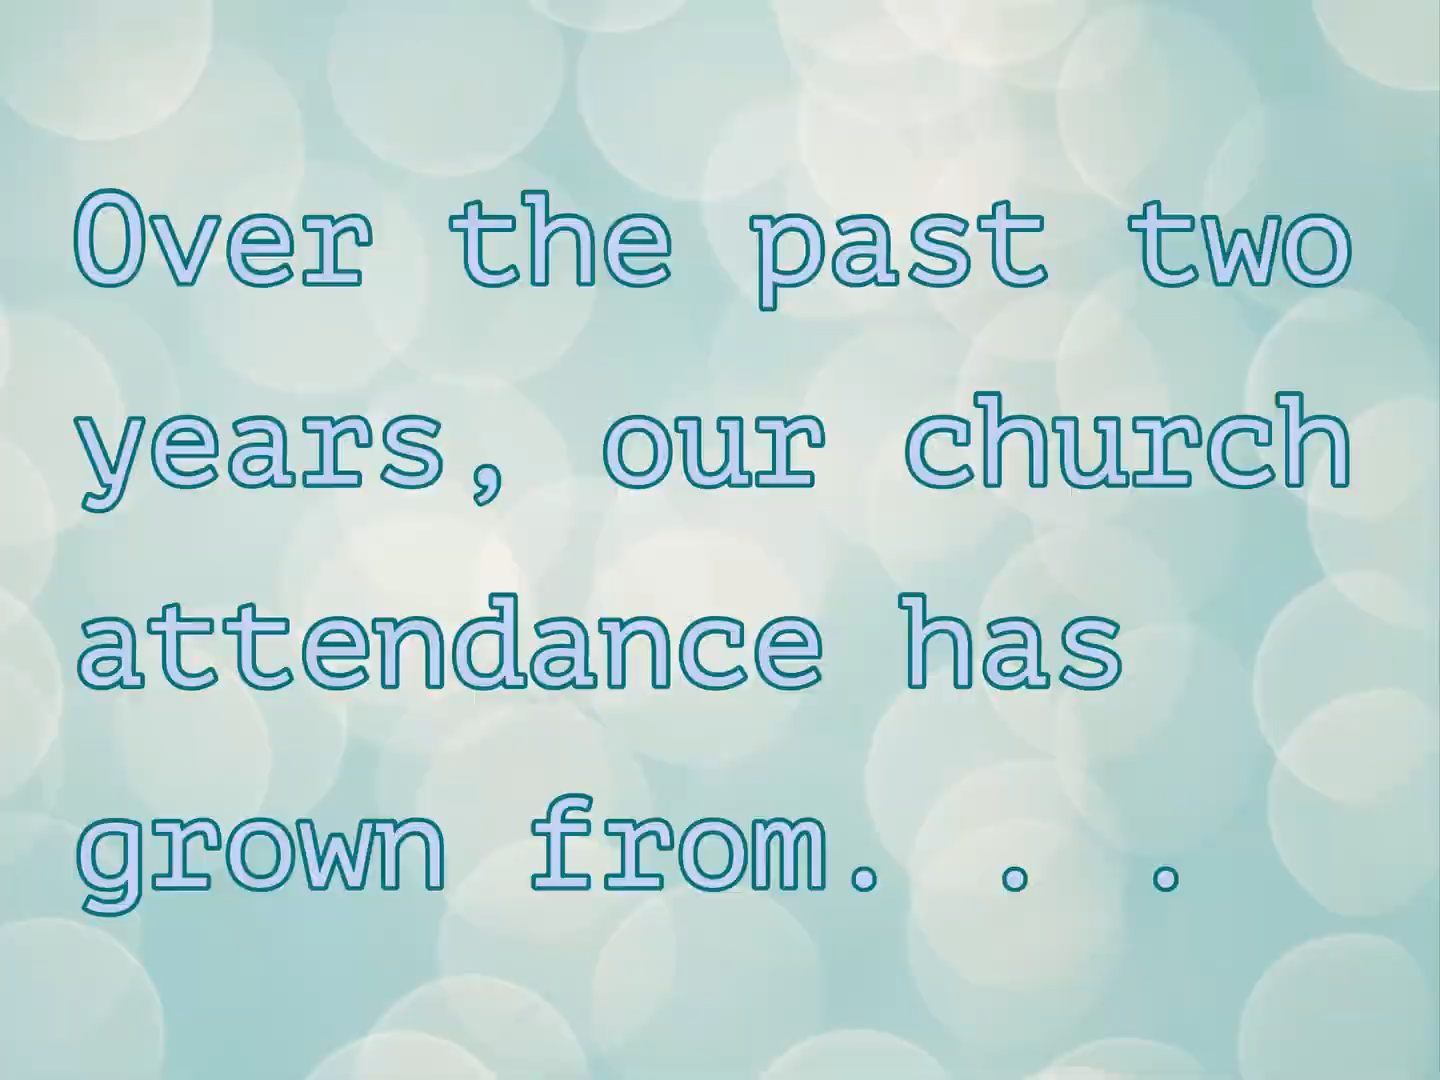 Over the past two
years, our church
attendance has
grown from. . .